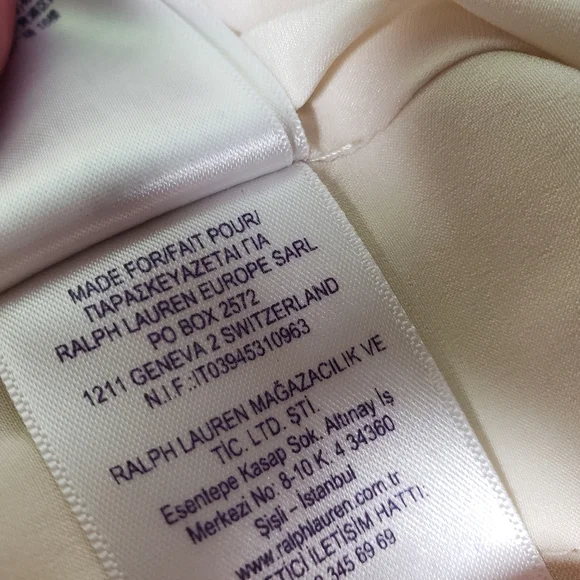 MADE FOR/FAIT POUR/
ΠΑΡΑΣΚΕΥΑΖΕΤΑΙ ΓΙΑ
RALPH LAUREN EUROPE SARL
PO BOX 2572
1211 GENEVA 2 SWITZERLAND
N.I.F.:IT03945310963
RALPH LAUREN MAĞAZACILIK VE
TİC. LTD. ŞTİ.
Esentepe Kasap Sok. Altınay İş
Merkezi No: 8-10 K. 4 34360
Şişli - İstanbul
www.ralphlauren.com.tr
İLETİŞİM HATTI:
345 69 69